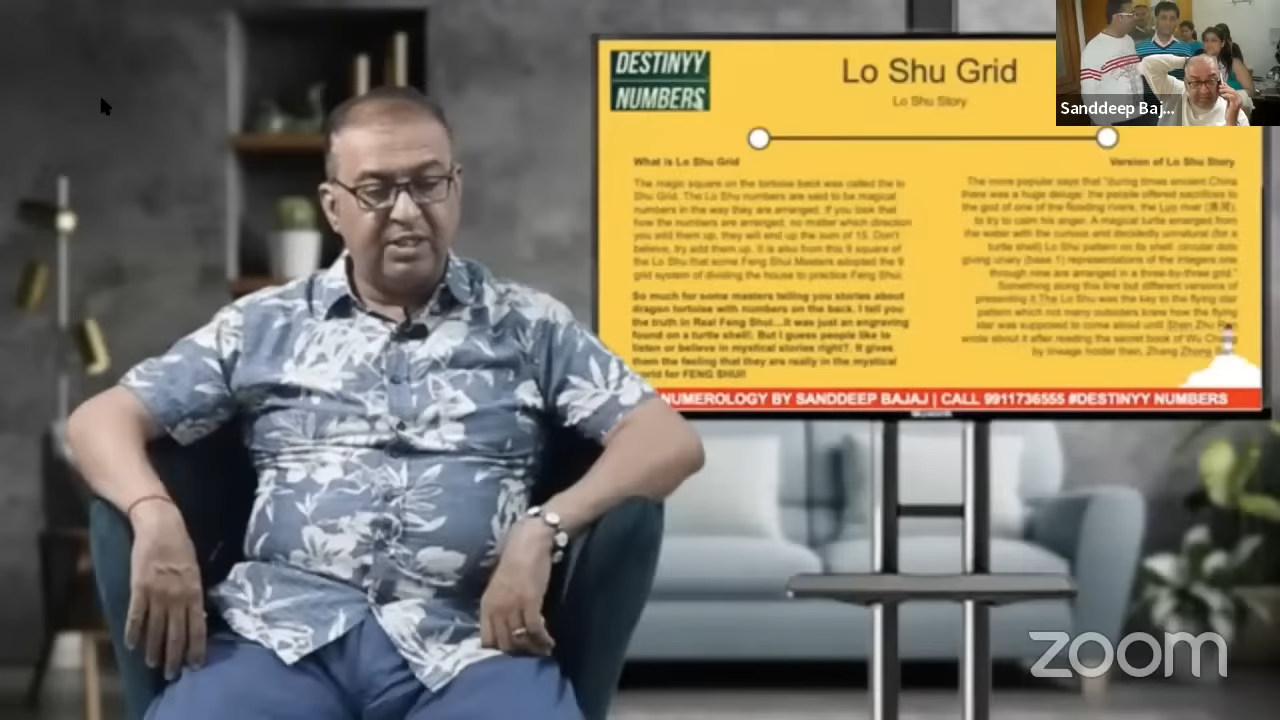 DESTINYY
NUMBERS
Lo Shu Grid
Lo Shu Story
Sanddeep Baj...
What is Lo Shu Grid
The magic square on the tortoise back was called the lo
Shu Grid. The Lo Shu numbers are said to be magical
numbers in the way they are arranged. If you look that
how the numbers are arranged, no matter which direction
you add them up, they will end up the sum of 15. Don't
believe, try add them up. It is also from this 9 square of
the Lo Shu that some Feng Shui Masters adopted the 9
grid system of dividing the house to practice Feng Shui.
So much for some masters telling you stories about
dragon tortoise with numbers on the back. I tell you
the truth in Real Feng Shui....It was just an engraving
found on a turtle shell!. But I guess people like to
listen or believe in mystical stories right?. It gives
them the feeling that they are really in the mystical
world for FENG SHUI!
Version of Lo Shu Story
The more popular says that "during times ancient China
there was a huge deluge: the people offered sacrifices to
the god of one of the flooding rivers, the Luo river
to try to calm his anger. A magical turtle emerged from
the water with the curious and decidedly unnatural (for a
turtle shell) Lo Shu pattern on its shell: circular dots
giving unary (base 1) representations of the integers one
through nine are arranged in a three-by-three grid."
Something along this line but different versions of
presenting it.The Lo Shu was the key to the flying star
pattern which not many outsiders knew how the flying
star was supposed to come about until Shen Zhu
wrote about it after reading the secret book of Wu
by lineage holder then, Zhang Zhong
NUMEROLOGY BY SANDDEEP BAJAJ | CALL 9911736555 #DESTINYY NUMBERS
zoom